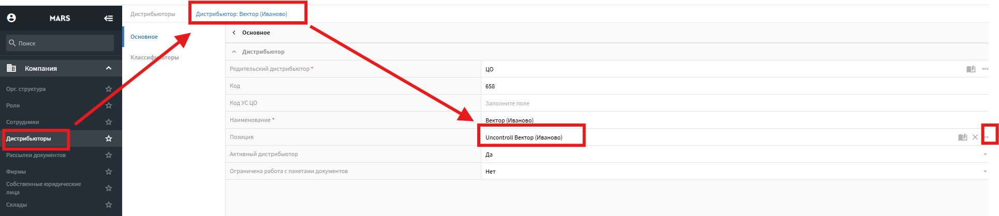 MARS
Поиск
Компания
Орг. структура
Роли
Сотрудники
Дистрибьюторы
Рассылки документов
Фирмы
Собственные юридические
лица
Склады
Дистрибьюторы
Дистрибьютор: Вектор (Иваново)
Основное
Классификаторы
Основное
Дистрибьютор
Родительский дистрибьютор *
ЦО
Код
658
Код УС ЦО
Заполните поле
Наименование *
Вектор (Иваново)
Позиция
Uncontroll Вектор (Иваново)
Активный дистрибьютор
Да
Ограничена работа с пакетами документов
Нет